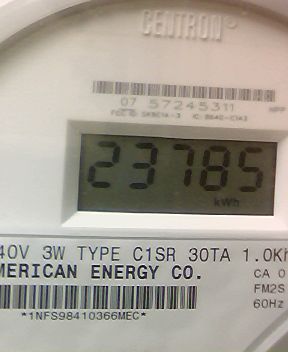 CENTRON
07 57245311
23785
kWh
40V 3W TYPE C1SR 30TA 1.0Kh
MERICAN ENERGY CO.
CA 0
FM2S
60Hz
*1NFS98410366MEC*